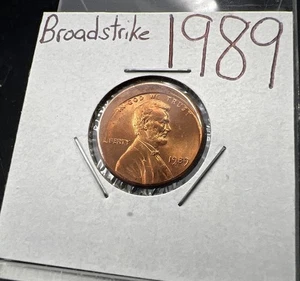 Broadstrike 1989
IN GOD WE TRUST
LIBERTY
1989